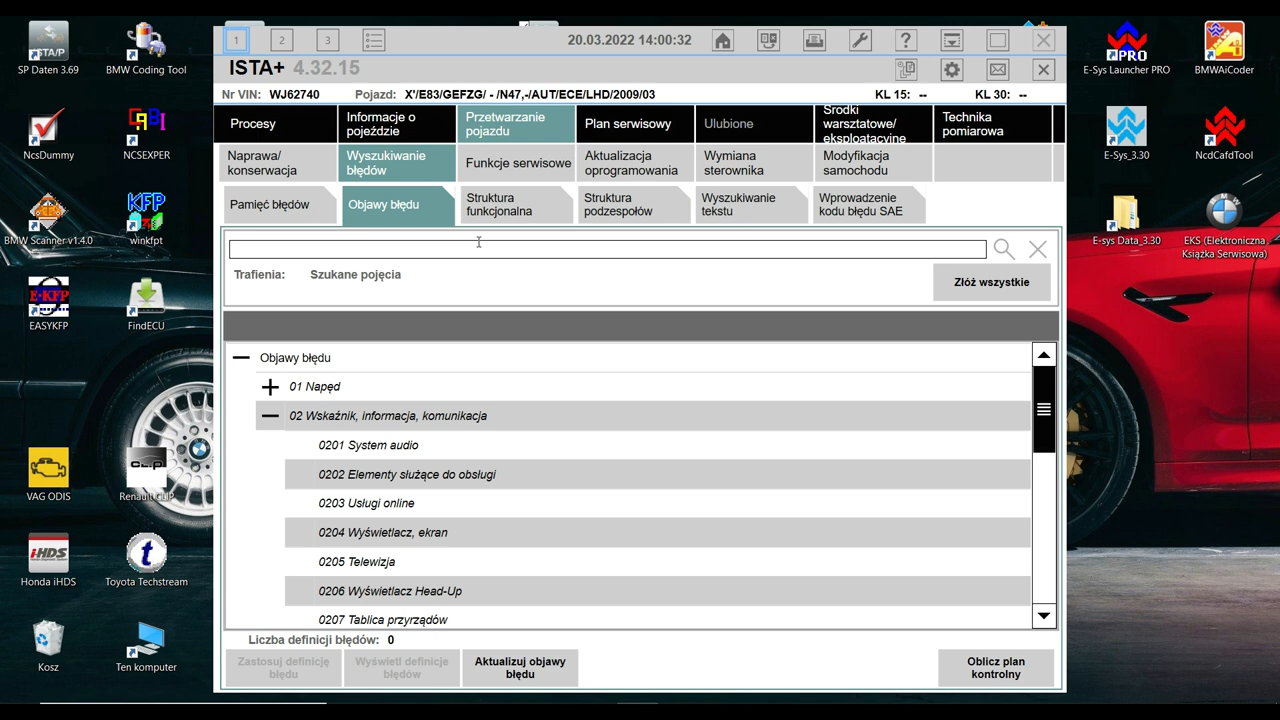 STA/P
SP Daten 3.69
BMW Coding Tool
NcsDummy
CABI
NCSEXPER
BMW Scanner v1.4.0
KFP
winkfpt
E-KFP
EASYKFP
FindECU
VAG ODIS
CLIP
Renault CLIP
iHDS
Honda iHDS
t
Toyota Techstream
Kosz
Ten komputer
1
2
3
20.03.2022 14:00:32
?
ISTA+ 4.32.15
Nr VIN: WJ62740 Pojazd: X'/E83/GEFZG/ - /N47,-/AUT/ECE/LHD/2009/03 KL 15: -- KL 30: --
Procesy
Informacje o
pojeździe
Przetwarzanie
pojazdu
Plan serwisowy
Ulubione
Środki
warsztatowe/
eksploatacyjne
Technika
pomiarowa
Naprawa/
konserwacja
Wyszukiwanie
błędów
Funkcje serwisowe
Aktualizacja
oprogramowania
Wymiana
sterownika
Modyfikacja
samochodu
Pamięć błędów
Objawy błędu
Struktura
funkcjonalna
Struktura
podzespołów
Wyszukiwanie
tekstu
Wprowadzenie
kodu błędu SAE
Trafienia: Szukane pojęcia
Złóż wszystkie
Objawy błędu
01 Napęd
02 Wskaźnik, informacja, komunikacja
0201 System audio
0202 Elementy służące do obsługi
0203 Usługi online
0204 Wyświetlacz, ekran
0205 Telewizja
0206 Wyświetlacz Head-Up
0207 Tablica przyrządów
Liczba definicji błędów: 0
Zastosuj definicję
błędu
Wyświetl definicje
błędów
Aktualizuj objawy
błędu
Oblicz plan
kontrolny
PRO
E-Sys Launcher PRO
BMWAiCoder
E-Sys_3.30
NcdCafdTool
E-sys Data_3.30
EKS (Elektroniczna
Książka Serwisowa)